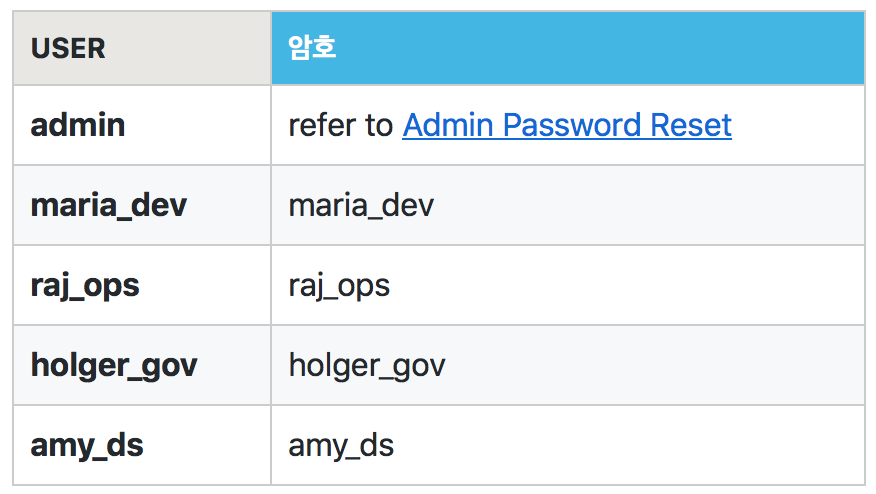 USER 암호
admin refer to Admin Password Reset
maria_dev maria_dev
raj_ops raj_ops
holger_gov holger_gov
amy_ds amy_ds